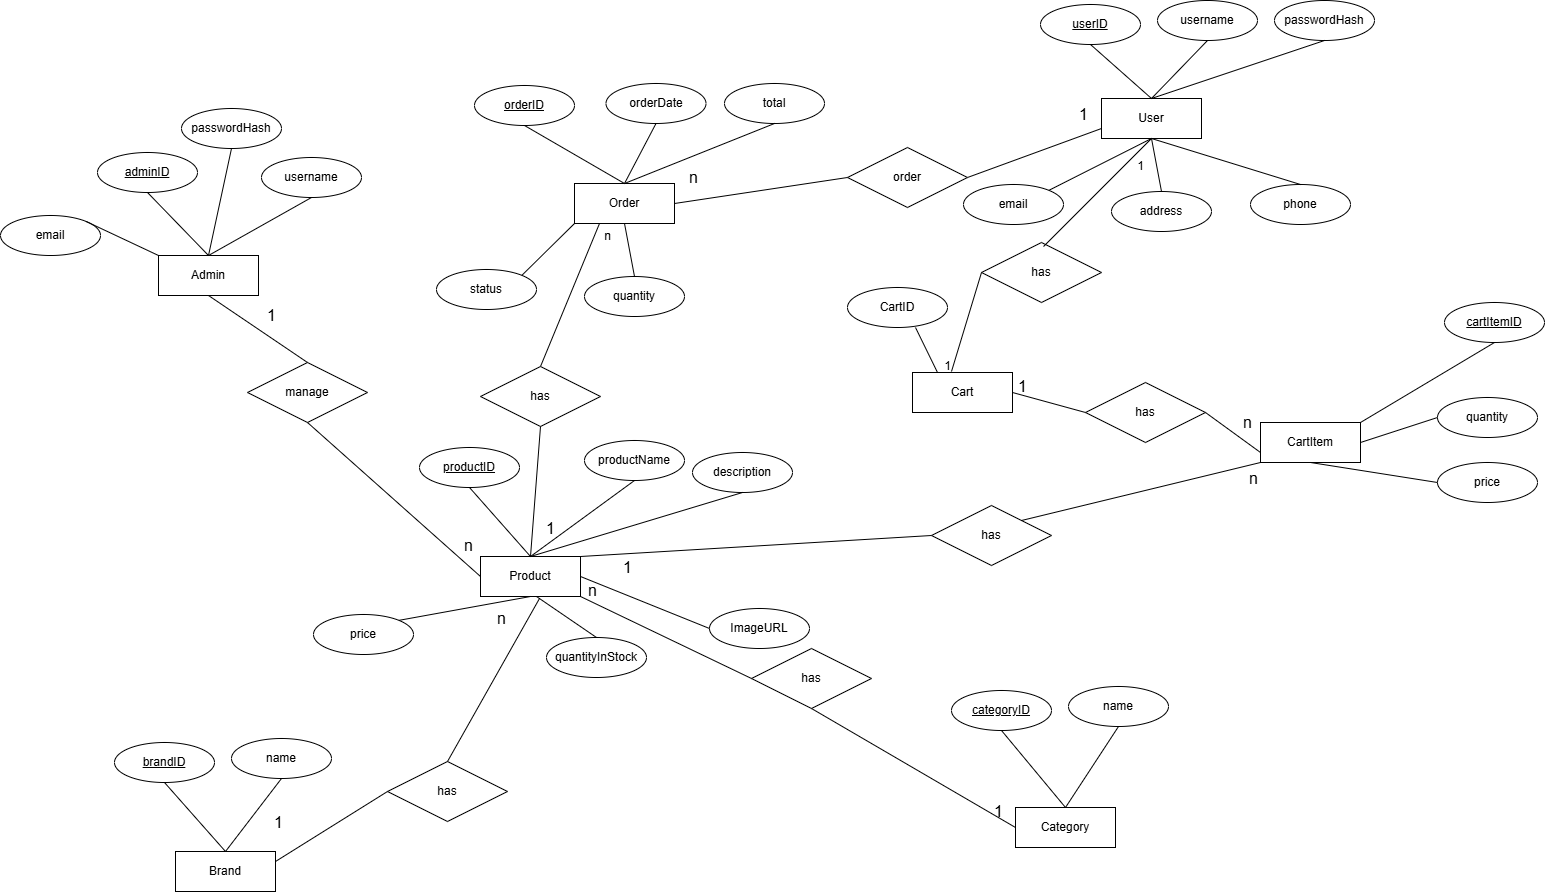 userID
username
passwordHash
orderID
orderDate
total
User
1
passwordHash
adminID
username
email
Admin
Order
n
order
1
email
address
phone
n
status
quantity
has
1
CartID
1
Cart
1
has
n
cartItemID
quantity
CartItem
price
n
manage
has
productID
productName
description
1
n
Product
1
has
n
n
price
quantityInStock
ImageURL
has
categoryID
name
1
Category
brandID
name
1
has
Brand